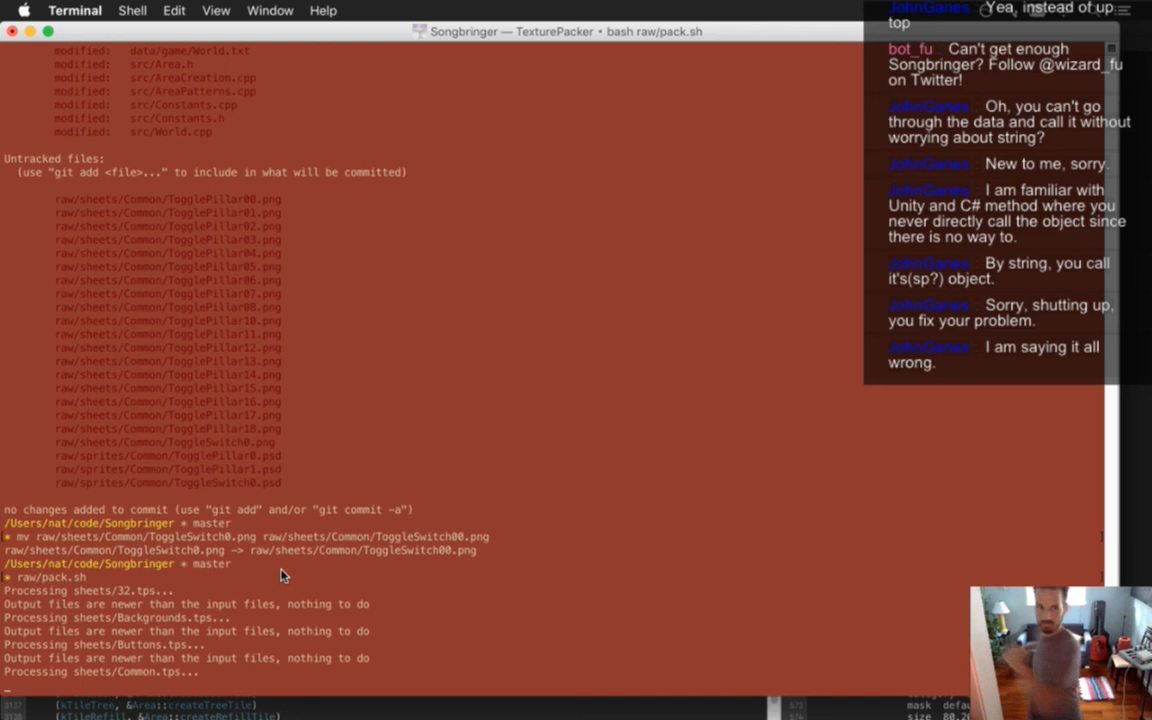 Terminal Shell Edit View Window Help
Songbringer — TexturePacker • bash raw/pack.sh
modified: data/game/World.txt
modified: src/Area.h
modified: src/AreaCreation.cpp
modified: src/AreaPatterns.cpp
modified: src/Constants.cpp
modified: src/Constants.h
modified: src/World.cpp
Untracked files:
(use "git add <file>..." to include in what will be committed)
raw/sheets/Common/TogglePillar00.png
raw/sheets/Common/TogglePillar01.png
raw/sheets/Common/TogglePillar02.png
raw/sheets/Common/TogglePillar03.png
raw/sheets/Common/TogglePillar04.png
raw/sheets/Common/TogglePillar05.png
raw/sheets/Common/TogglePillar06.png
raw/sheets/Common/TogglePillar07.png
raw/sheets/Common/TogglePillar08.png
raw/sheets/Common/TogglePillar10.png
raw/sheets/Common/TogglePillar11.png
raw/sheets/Common/TogglePillar12.png
raw/sheets/Common/TogglePillar13.png
raw/sheets/Common/TogglePillar14.png
raw/sheets/Common/TogglePillar15.png
raw/sheets/Common/TogglePillar16.png
raw/sheets/Common/TogglePillar17.png
raw/sheets/Common/TogglePillar18.png
raw/sheets/Common/ToggleSwitch0.png
raw/sprites/Common/TogglePillar0.psd
raw/sprites/Common/TogglePillar1.psd
raw/sprites/Common/ToggleSwitch0.psd
no changes added to commit (use "git add" and/or "git commit -a")
/Users/nat/code/Songbringer * master
* mv raw/sheets/Common/ToggleSwitch0.png raw/sheets/Common/ToggleSwitch00.png
raw/sheets/Common/ToggleSwitch0.png -> raw/sheets/Common/ToggleSwitch00.png
/Users/nat/code/Songbringer * master
* raw/pack.sh
Processing sheets/32.tps...
Output files are newer than the input files, nothing to do
Processing sheets/Backgrounds.tps...
Output files are newer than the input files, nothing to do
Processing sheets/Buttons.tps...
Output files are newer than the input files, nothing to do
Processing sheets/Common.tps...
3137 (kTileTree, &Area::createTreeTile)
3138 (kTileRefill, &Area::createRefillTile)
573
mask defau
574 size 80.20
JohnGanes Yea, instead of up
top
bot_fu Can't get enough
Songbringer? Follow @wizard_fu
on Twitter!
JohnGanes Oh, you can't go
through the data and call it without
worrying about string?
JohnGanes New to me, sorry.
JohnGanes I am familiar with
Unity and C# method where you
never directly call the object since
there is no way to.
JohnGanes By string, you call
it's(sp?) object.
JohnGanes Sorry, shutting up,
you fix your problem.
JohnGanes I am saying it all
wrong.